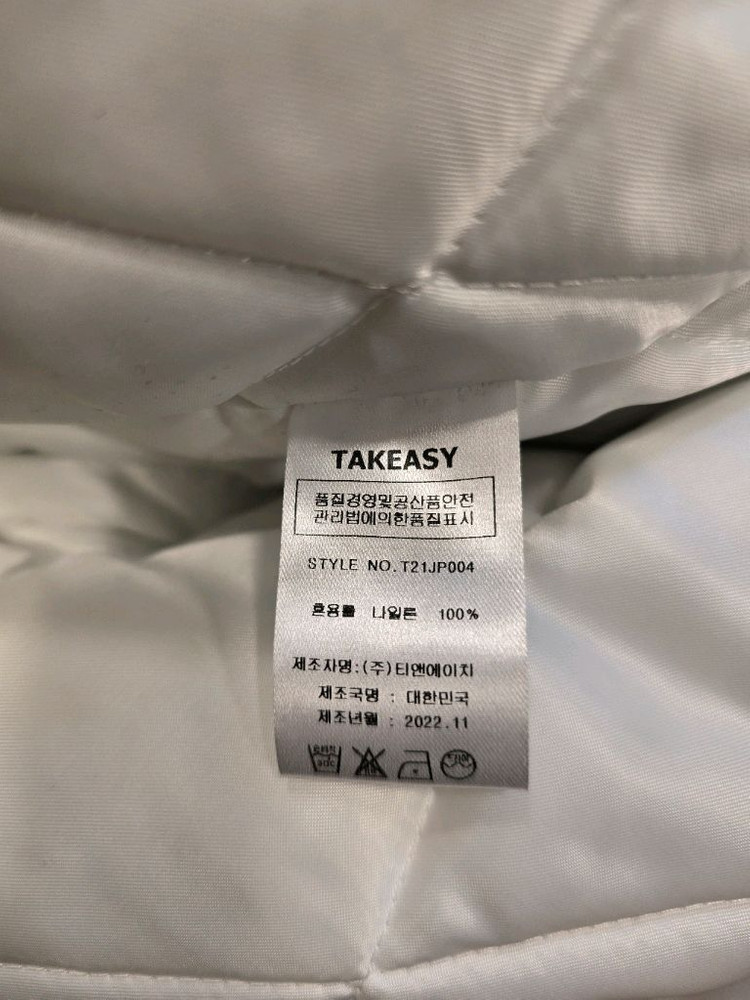 TAKEASY
품질경영및공산품안전
관리법에의한품질표시
STYLE NO.T21JP004
혼용률 나일론 100%
제조자명:(주)티앤에이치
제조국명 : 대한민국
제조년월 : 2022.11